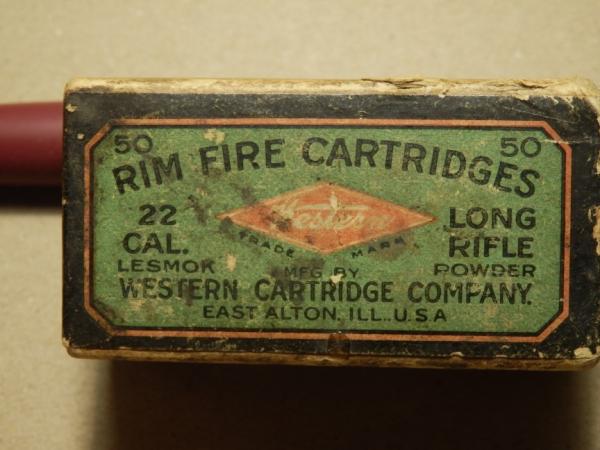 50 50
RIM FIRE CARTRIDGES
22 LONG
CAL. RIFLE
Western
TRADE MARK
LESMOK MFG BY POWDER
WESTERN CARTRIDGE COMPANY.
EAST ALTON, ILL., U.S.A